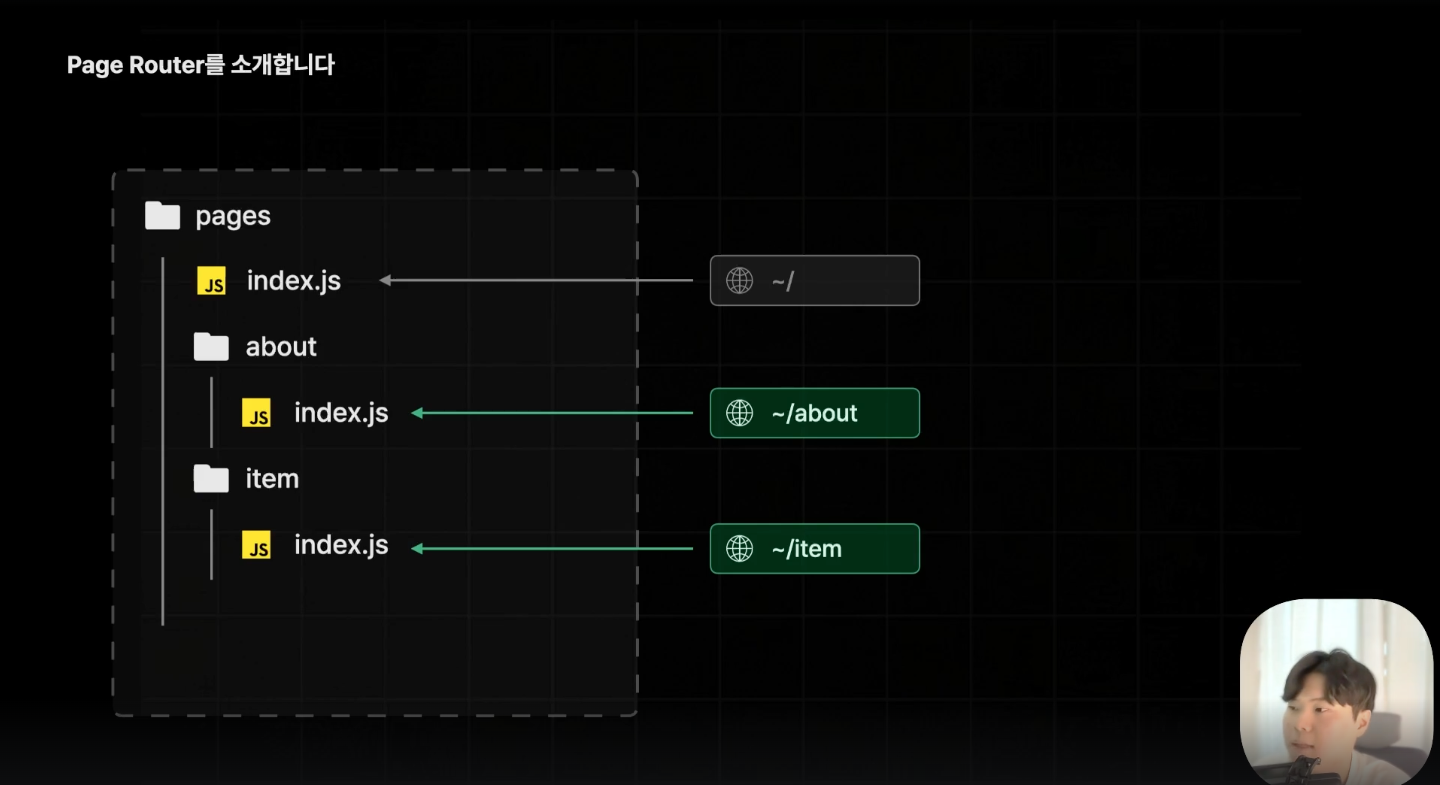 Page Router를 소개합니다
pages
JS index.js
~/
about
JS index.js
~/about
item
JS index.js
~/item